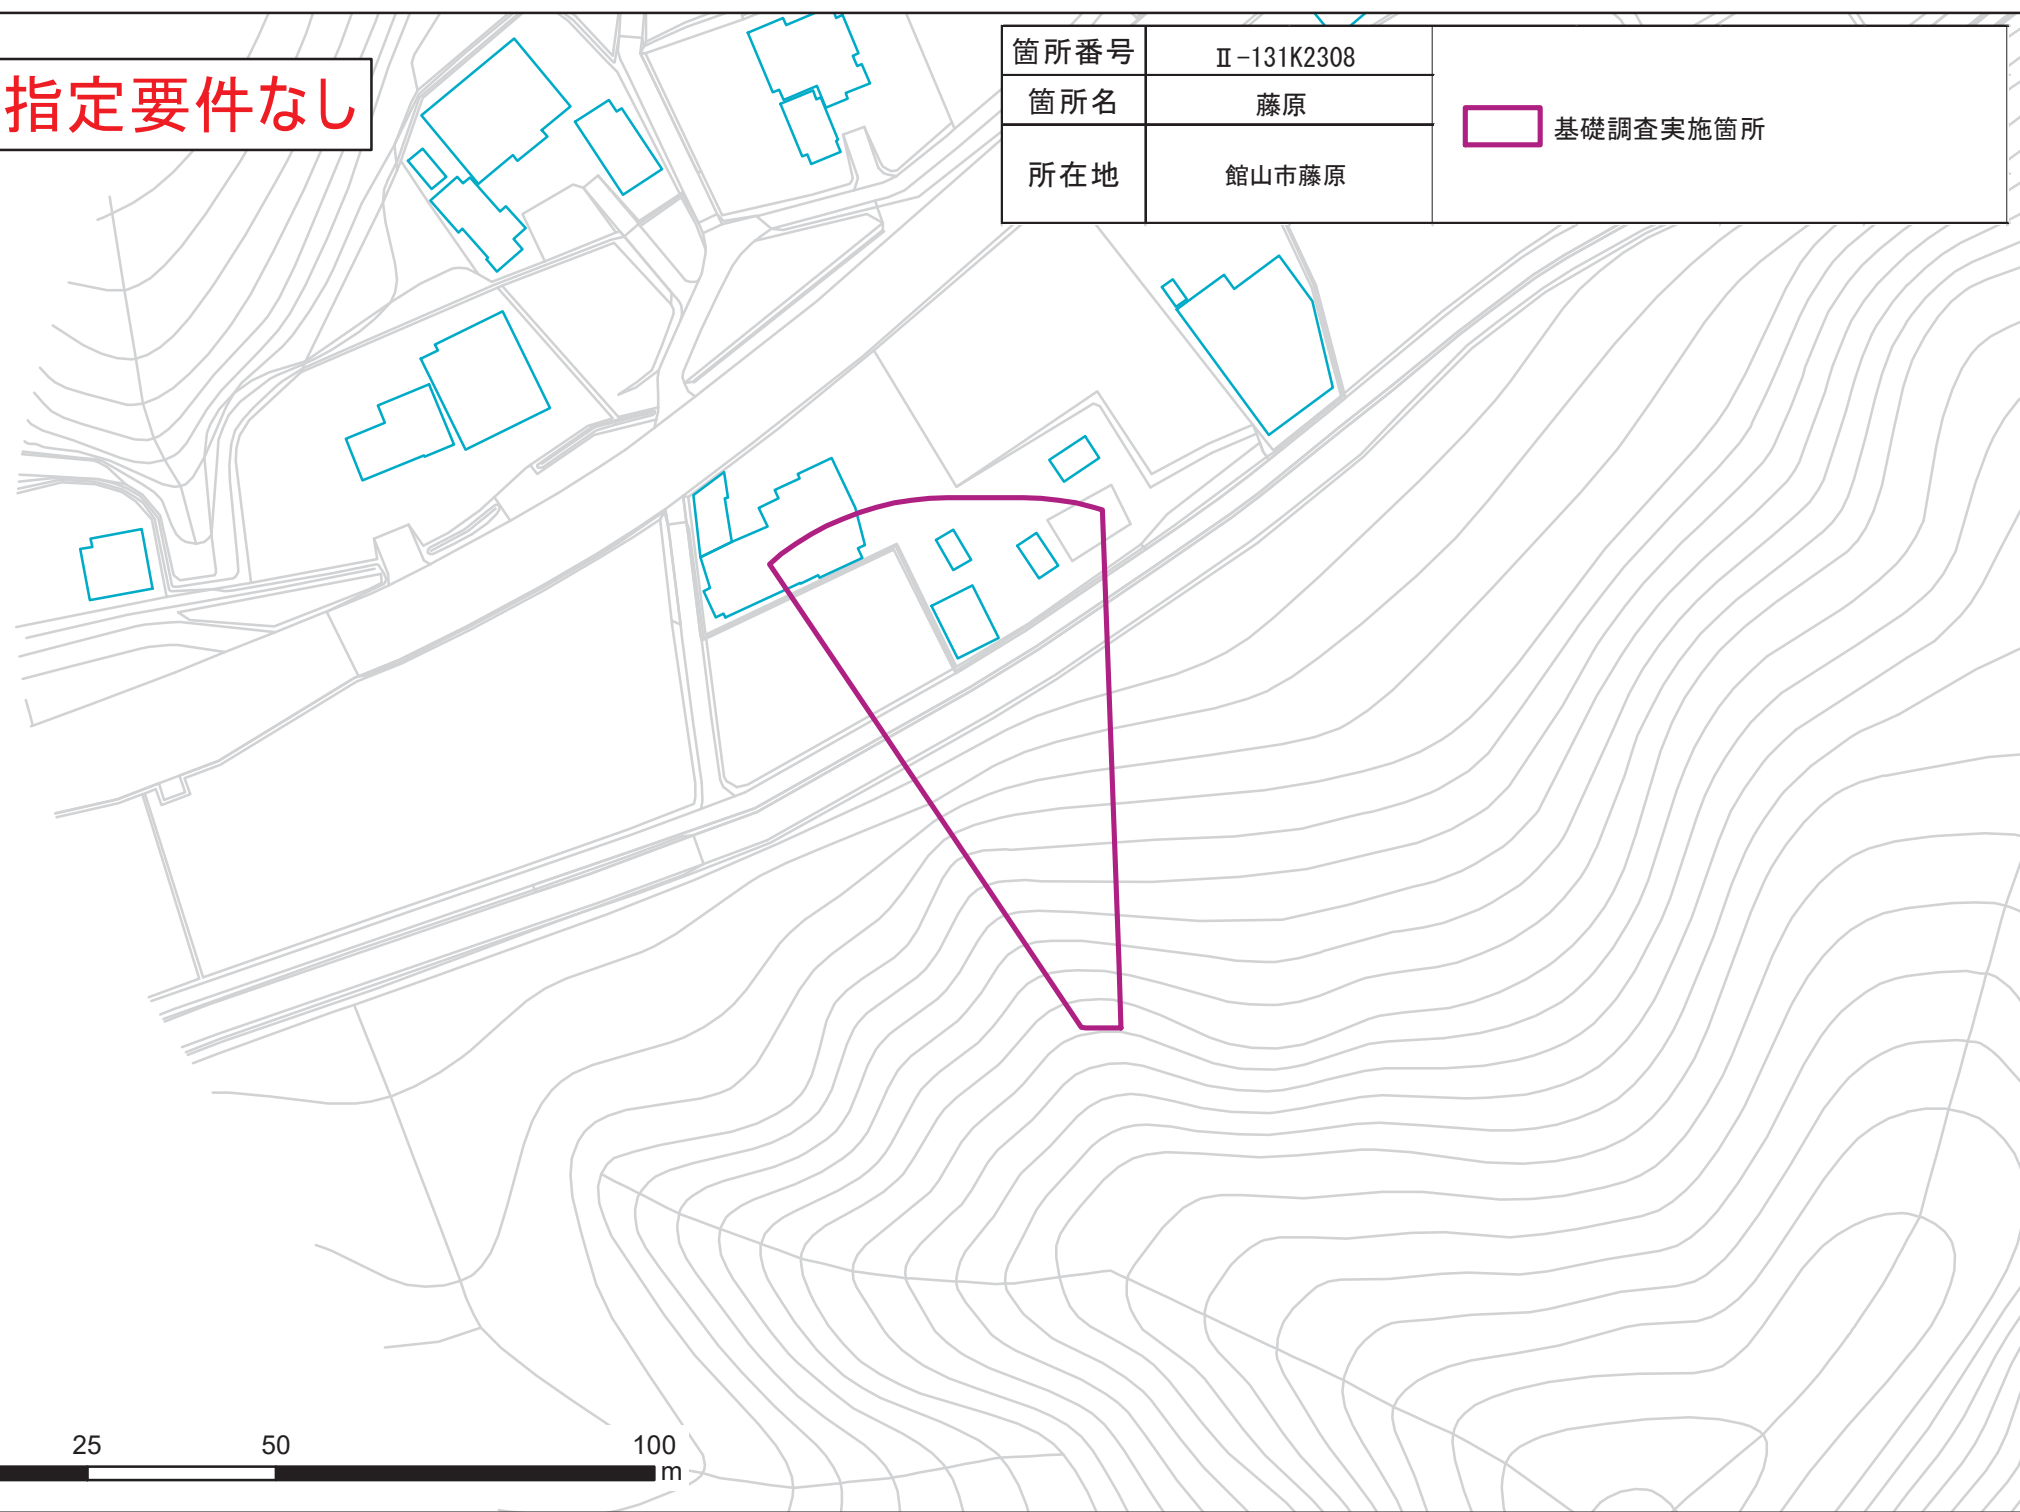 指定要件なし
箇所番号 Ⅱ-131K2308
箇所名 藤原
所在地 館山市藤原
基礎調査実施箇所
25 50 100
m